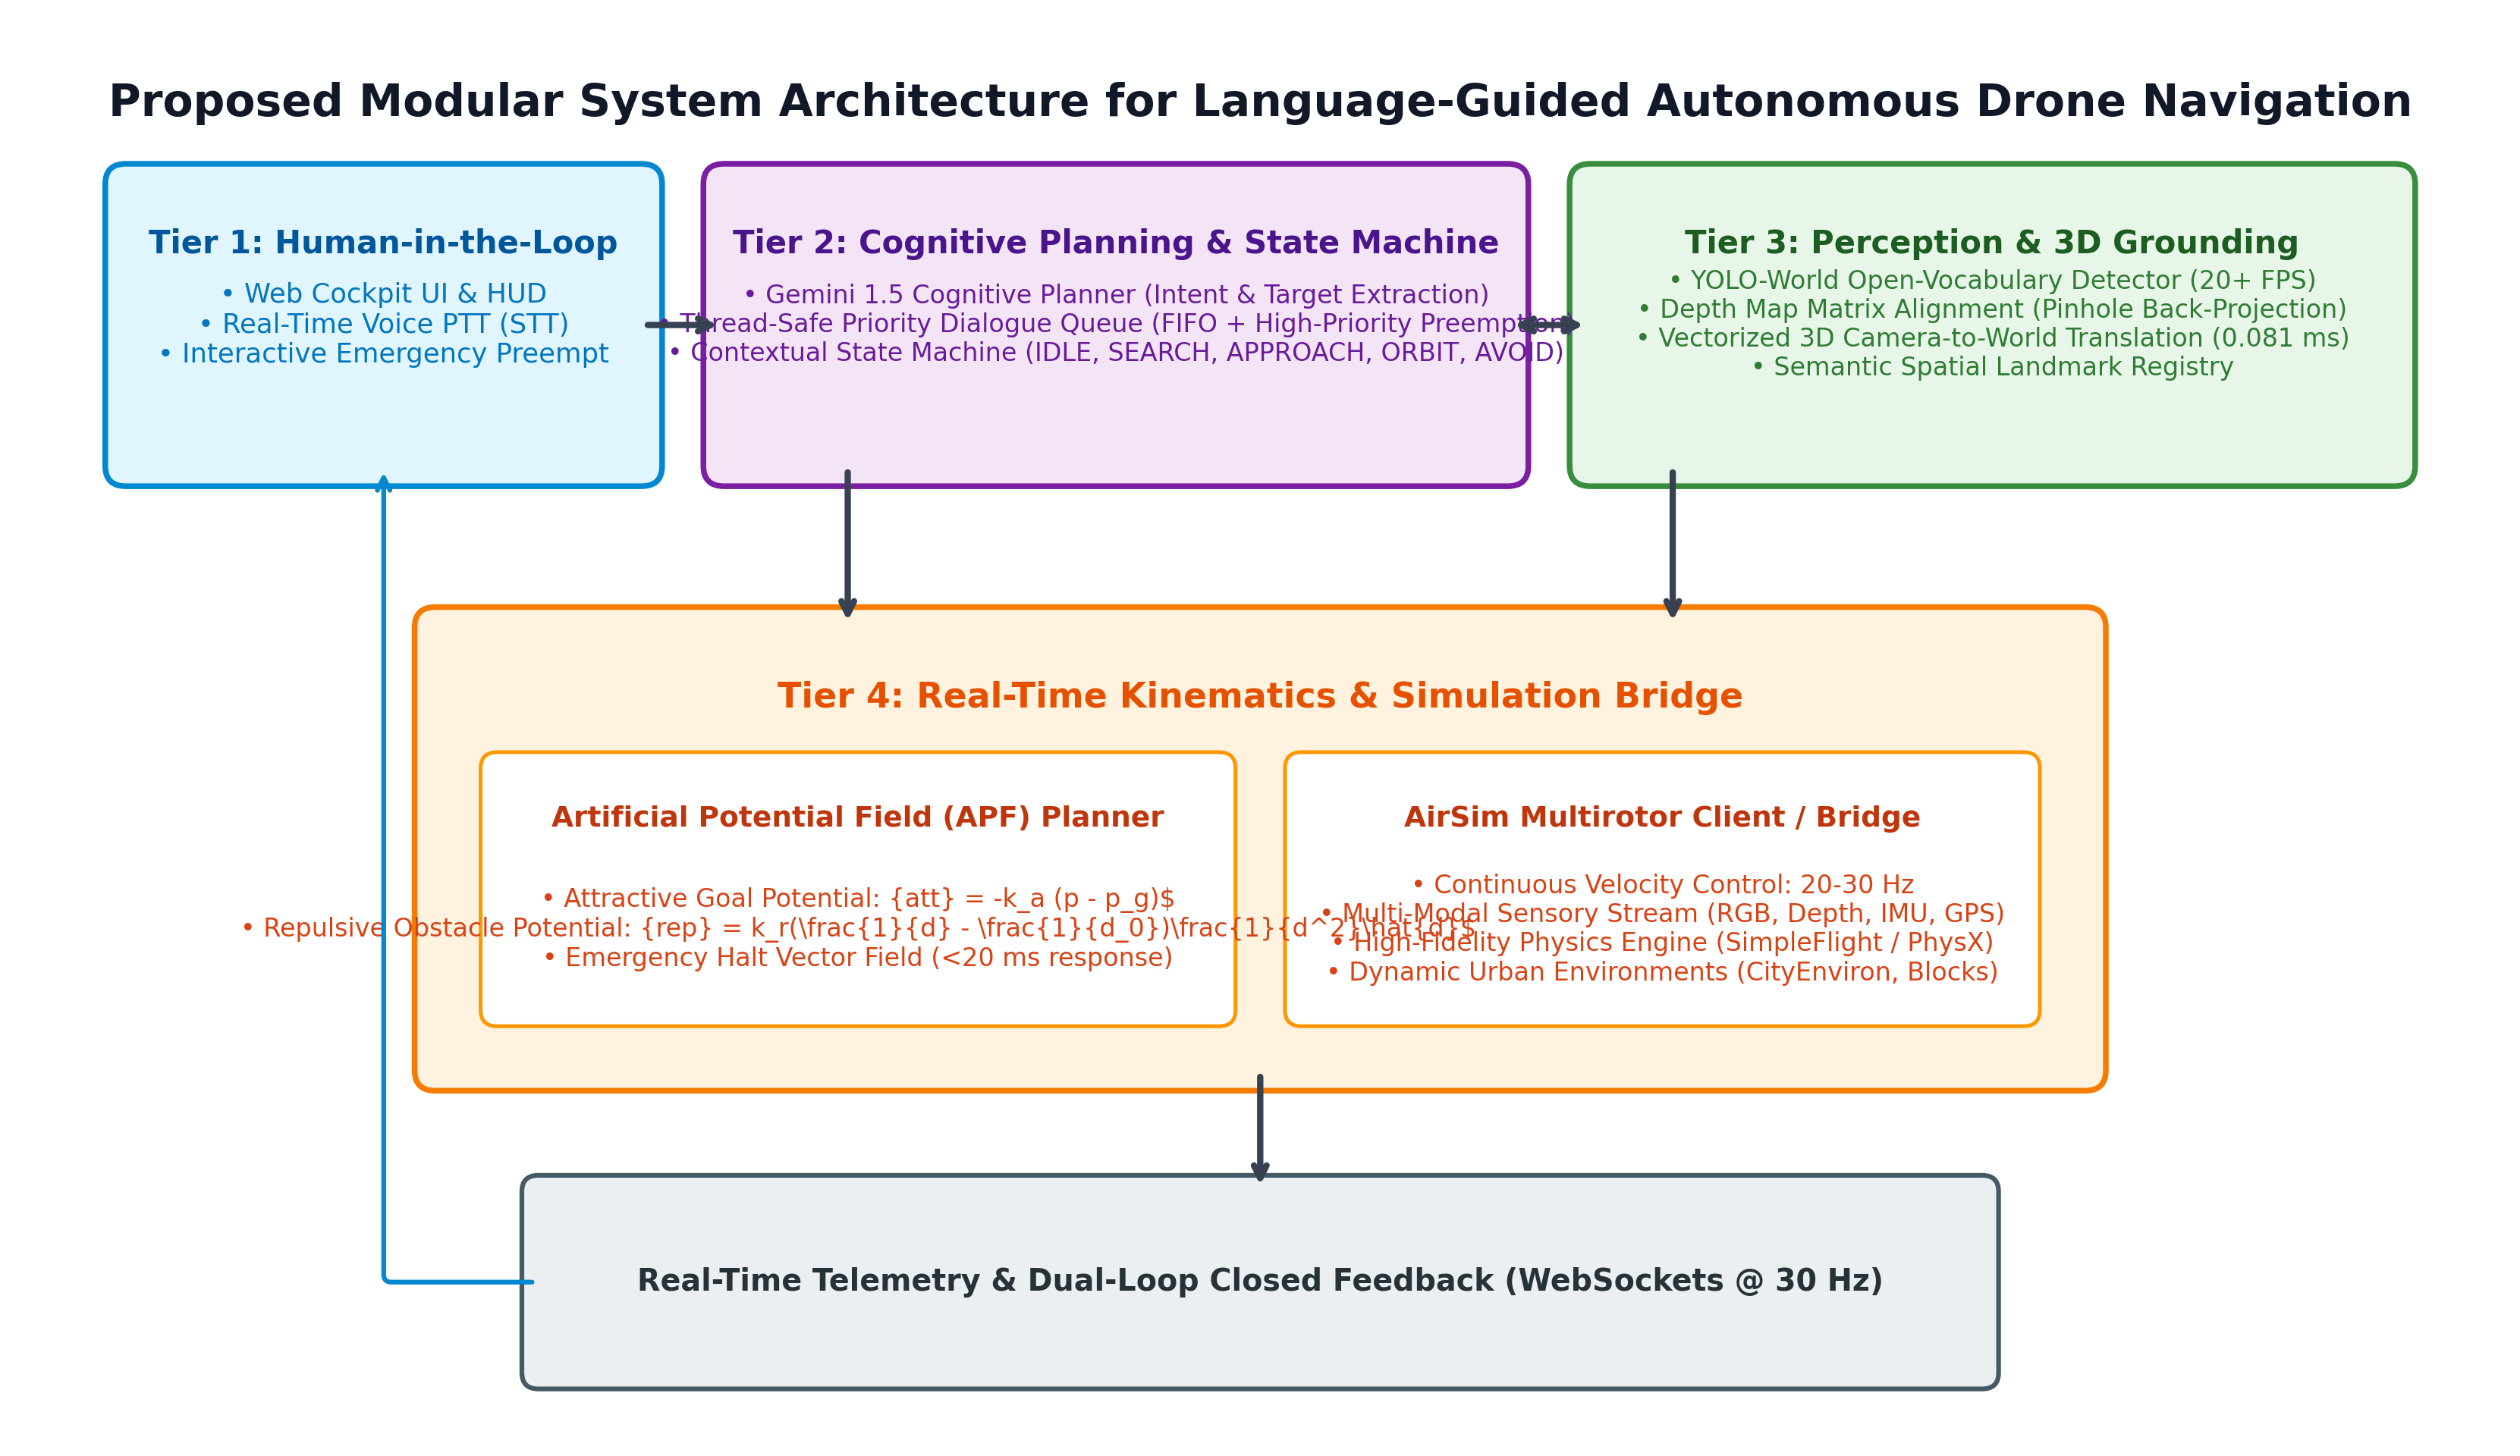 Proposed Modular System Architecture for Language-Guided Autonomous Drone Navigation
Tier 1: Human-in-the-Loop
• Web Cockpit UI & HUD
• Real-Time Voice PTT (STT)
• Interactive Emergency Preempt
Tier 2: Cognitive Planning & State Machine
• Gemini 1.5 Cognitive Planner (Intent & Target Extraction)
• Thread-Safe Priority Dialogue Queue (FIFO + High-Priority Preemption)
• Contextual State Machine (IDLE, SEARCH, APPROACH, ORBIT, AVOID)
Tier 3: Perception & 3D Grounding
• YOLO-World Open-Vocabulary Detector (20+ FPS)
• Depth Map Matrix Alignment (Pinhole Back-Projection)
• Vectorized 3D Camera-to-World Translation (0.081 ms)
• Semantic Spatial Landmark Registry
Tier 4: Real-Time Kinematics & Simulation Bridge
Artificial Potential Field (APF) Planner
• Attractive Goal Potential: {att} = -k_a (p - p_g)$
• Repulsive Obstacle Potential: {rep} = k_r(\frac{1}{d} - \frac{1}{d_0})\frac{1}{d^2}\hat{d}$
• Emergency Halt Vector Field (<20 ms response)
AirSim Multirotor Client / Bridge
• Continuous Velocity Control: 20-30 Hz
• Multi-Modal Sensory Stream (RGB, Depth, IMU, GPS)
• High-Fidelity Physics Engine (SimpleFlight / PhysX)
• Dynamic Urban Environments (CityEnviron, Blocks)
Real-Time Telemetry & Dual-Loop Closed Feedback (WebSockets @ 30 Hz)